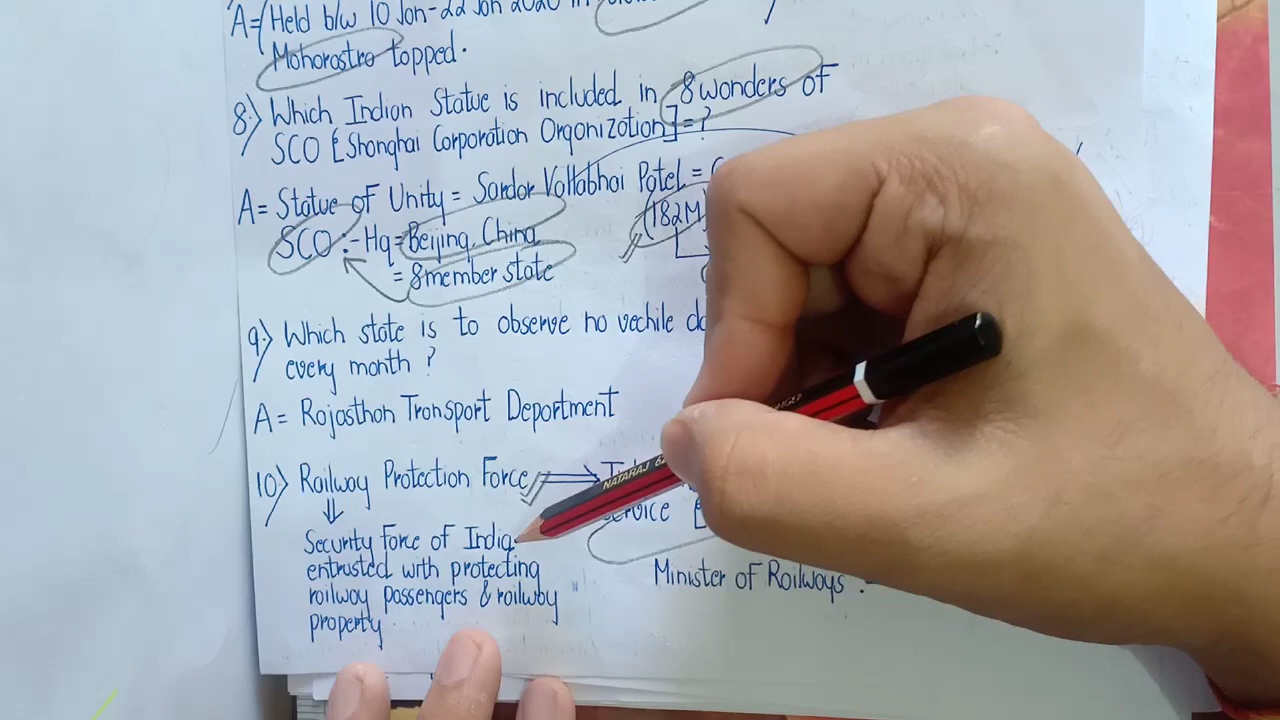 A= Held b/w 10 Jan-22 Jan 2020 in
Maharastra topped.
8) Which Indian Statue is included in 8 wonders of
SCO [Shanghai Corporation Organization] = ?
A= Statue of Unity = Sardar Vallabhai Patel =
(182M)
SCO :- Hq = Beijing, China
= 8 member state
9) Which state is to observe no vechile
every month ?
A = Rajasthan Transport Department
10) Railway Protection Force
service [
Security Force of India
entrusted with protecting
railway passengers & railway
property
Minister of Railways :-
NATARAJ